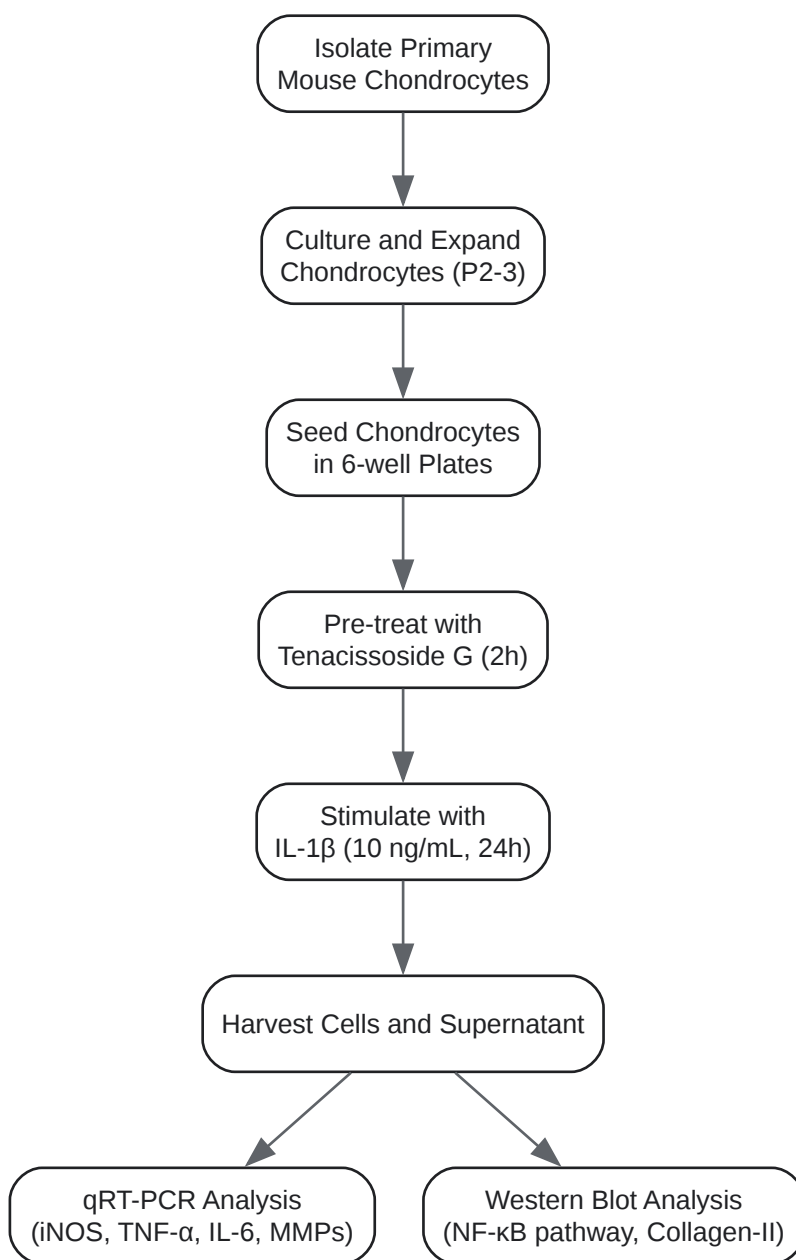 Isolate Primary
Mouse Chondrocytes
Culture and Expand
Chondrocytes (P2-3)
Seed Chondrocytes
in 6-well Plates
Pre-treat with
Tenacissoside G (2h)
Stimulate with
IL-1β (10 ng/mL, 24h)
Harvest Cells and Supernatant
qRT-PCR Analysis
(iNOS, TNF-α, IL-6, MMPs)
Western Blot Analysis
(NF-κB pathway, Collagen-II)